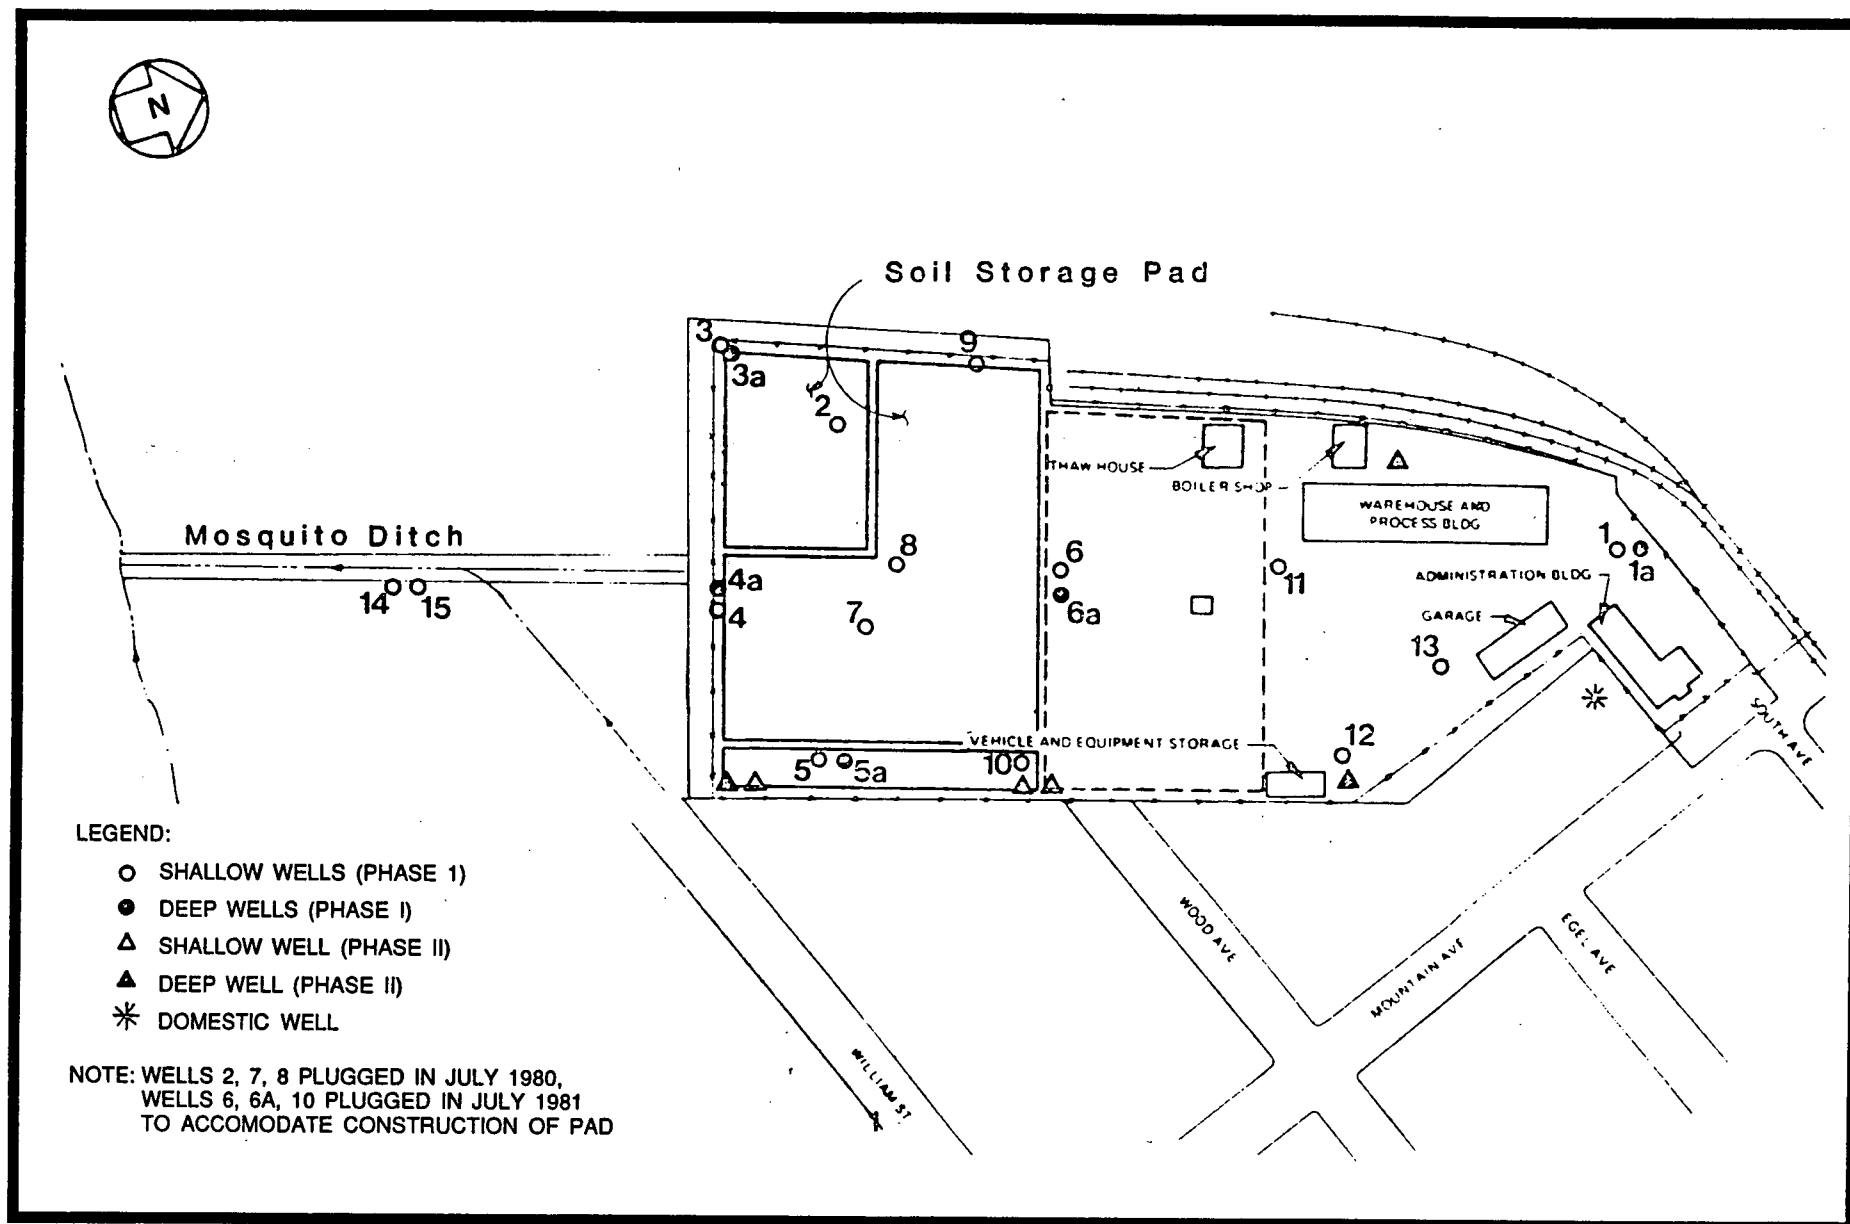 N
Soil Storage Pad
3
9
3a
2
THAW HOUSE
BOILER SHOP
WAREHOUSE AND
PROCESS BLDG
Mosquito Ditch
8
6
1
1a
4a
11
ADMINISTRATION BLDG
14
15
4
7
6a
GARAGE
13
SOUTH AVE
VEHICLE AND EQUIPMENT STORAGE
12
5
5a
10
LEGEND:
SHALLOW WELLS (PHASE 1)
DEEP WELLS (PHASE I)
SHALLOW WELL (PHASE II)
DEEP WELL (PHASE II)
DOMESTIC WELL
WOOD AVE
MOUNTAIN AVE
EGEL AVE
WILLIAM ST
NOTE: WELLS 2, 7, 8 PLUGGED IN JULY 1980,
WELLS 6, 6A, 10 PLUGGED IN JULY 1981
TO ACCOMODATE CONSTRUCTION OF PAD